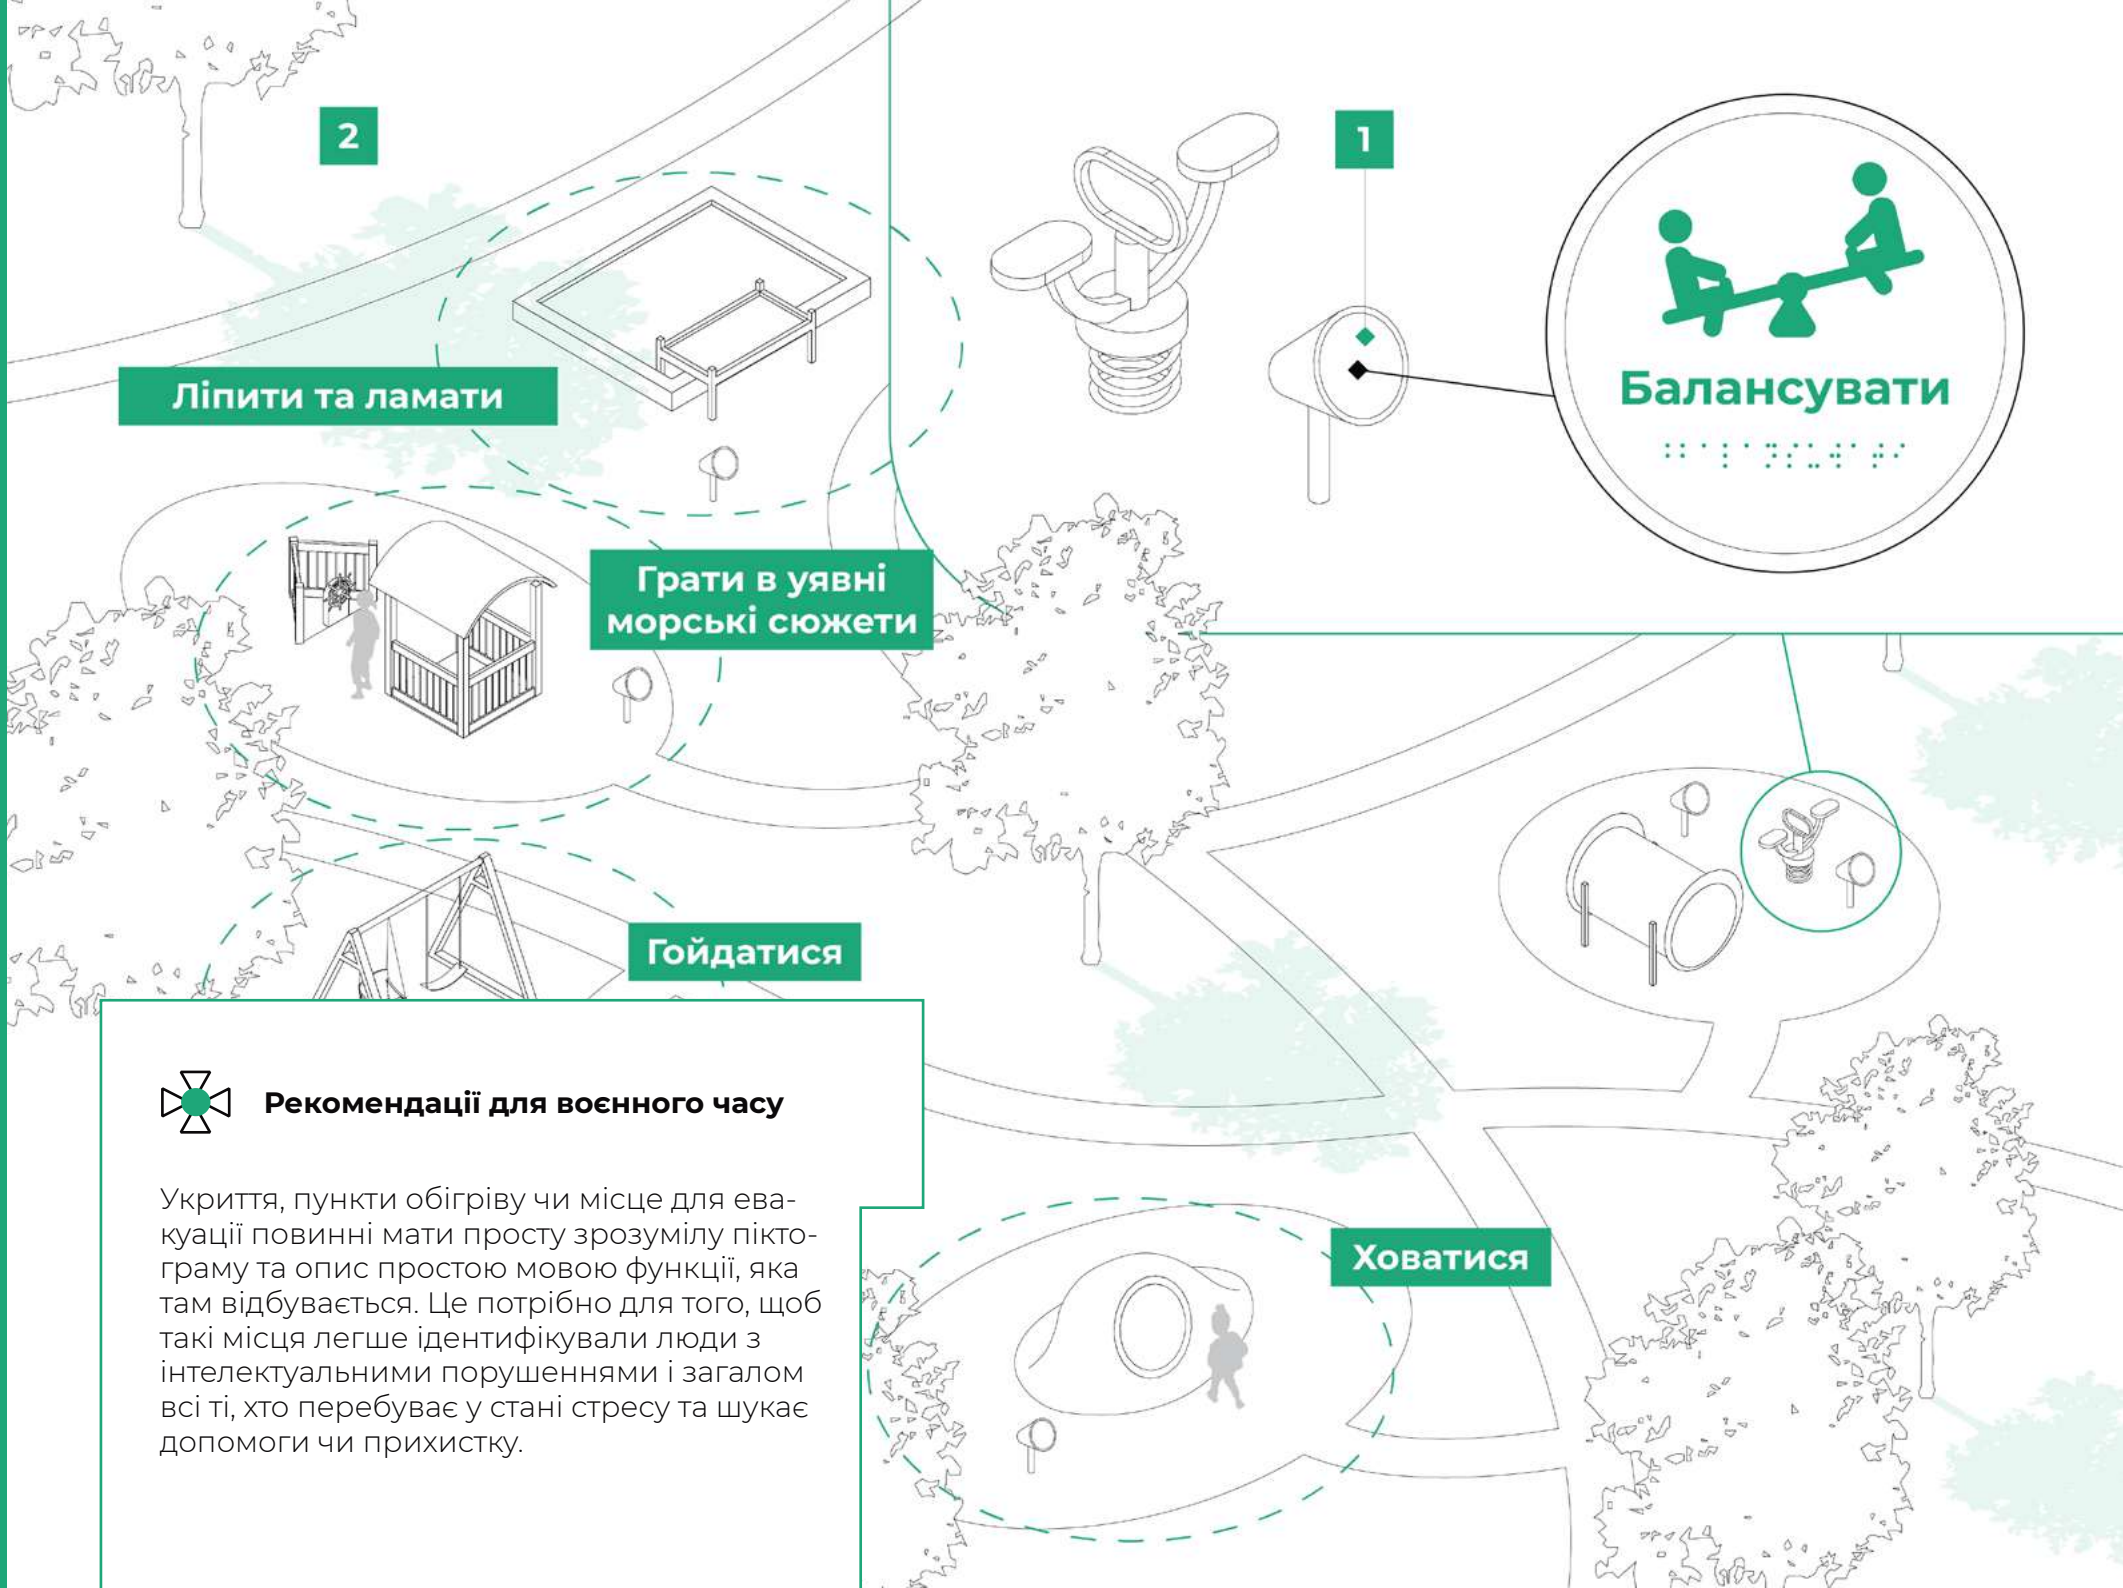 2
1
Балансувати
Ліпити та ламати
Грати в уявні
морські сюжети
Гойдатися
Ховатися
Рекомендації для воєнного часу
Укриття, пункти обігріву чи місце для ева-
куації повинні мати просту зрозумілу пікто-
граму та опис простою мовою функції, яка
там відбувається. Це потрібно для того, щоб
такі місця легше ідентифікували люди з
інтелектуальними порушеннями і загалом
всі ті, хто перебуває у стані стресу та шукає
допомоги чи прихистку.